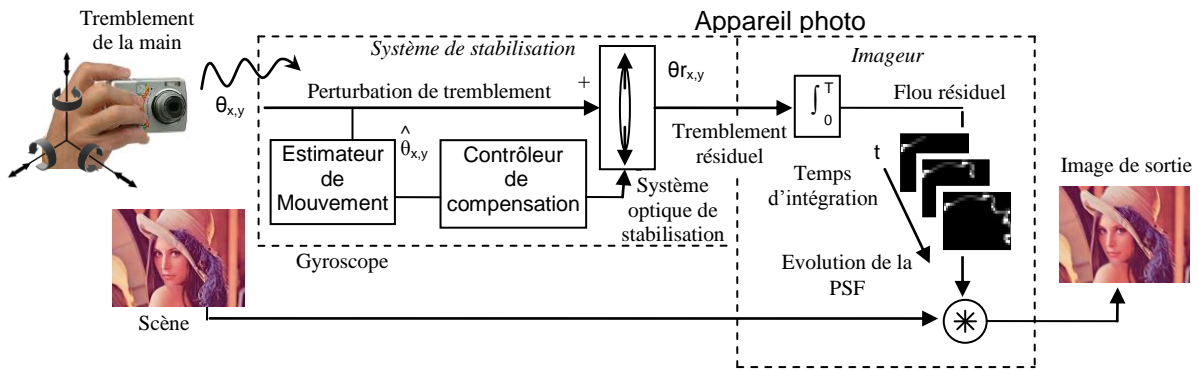 Appareil photo
Tremblement
de la main
Système de stabilisation
Imageur
θx,y
Perturbation de tremblement
+
θrx,y
∫ T 0
Flou résiduel
Tremblement
résiduel
Estimateur
de
Mouvement
θ̂x,y
Contrôleur
de
compensation
Système
optique de
stabilisation
Gyroscope
t
Temps
d’intégration
Image de sortie
Evolution de la
PSF
Scène